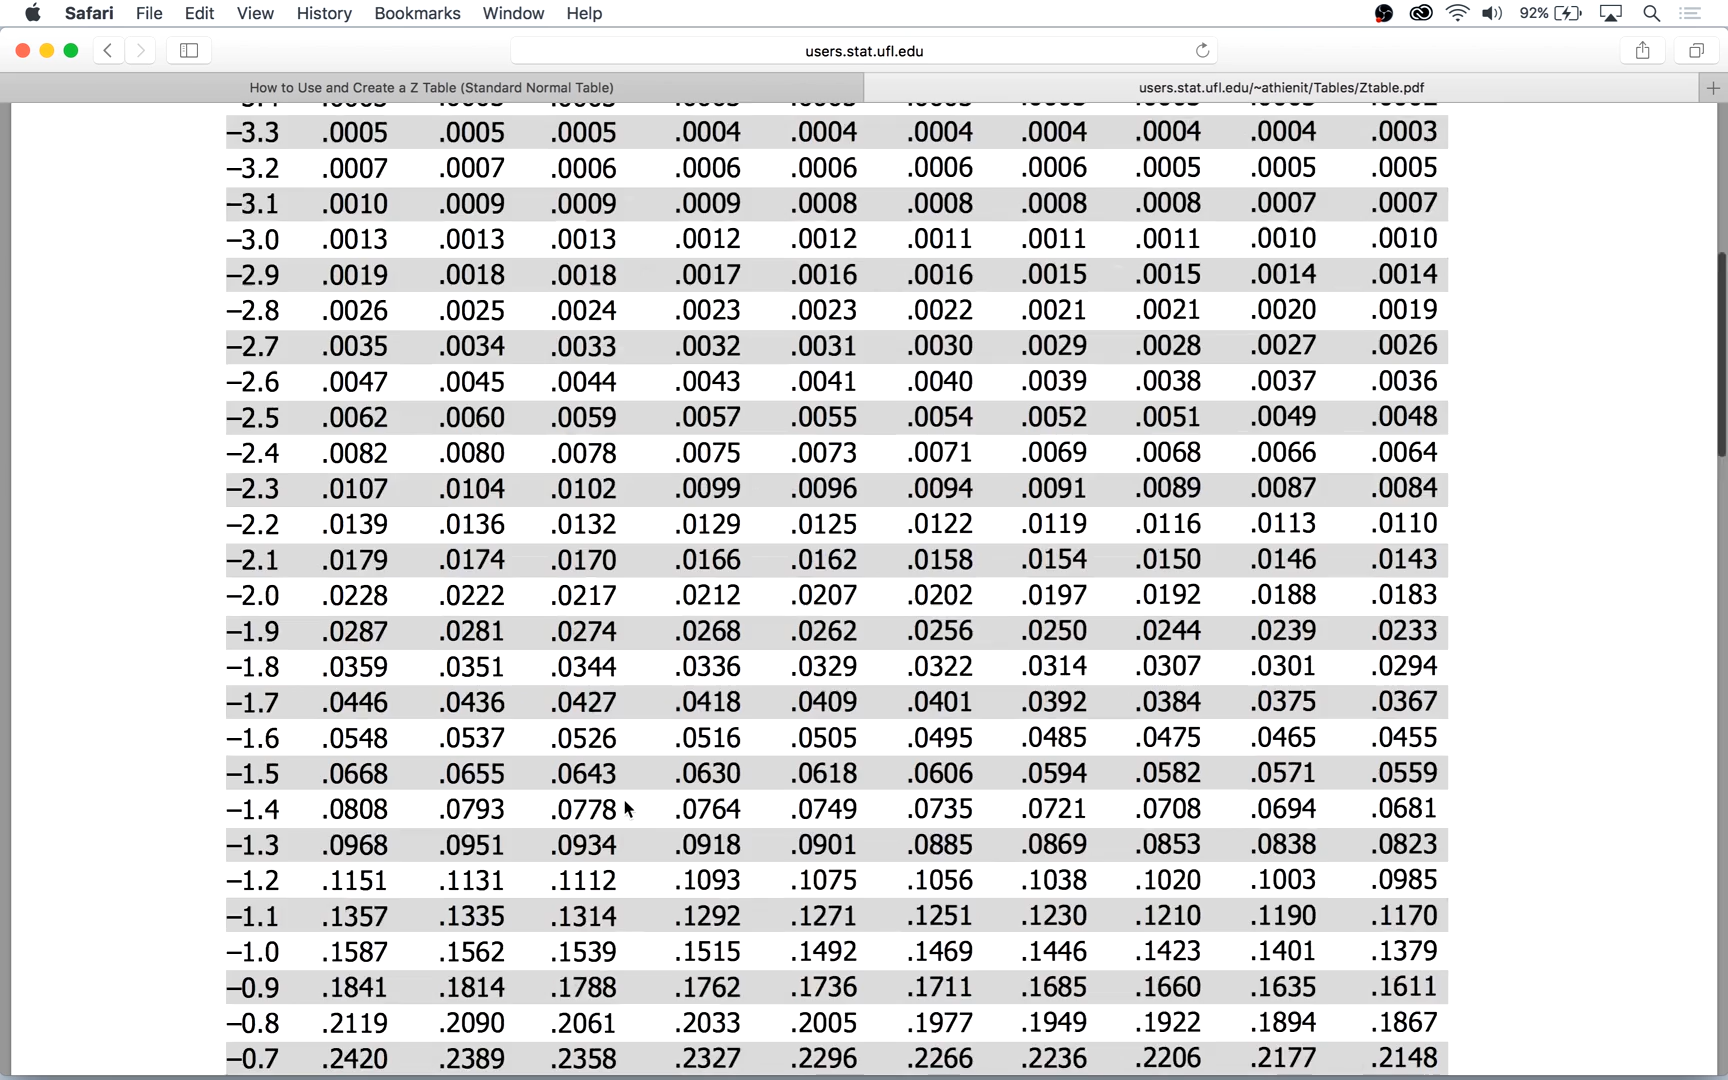 Safari File Edit View History Bookmarks Window Help 92%
users.stat.ufl.edu
How to Use and Create a Z Table (Standard Normal Table) users.stat.ufl.edu/~athienit/Tables/Ztable.pdf
−3.3 .0005 .0005 .0005 .0004 .0004 .0004 .0004 .0004 .0004 .0003
−3.2 .0007 .0007 .0006 .0006 .0006 .0006 .0006 .0005 .0005 .0005
−3.1 .0010 .0009 .0009 .0009 .0008 .0008 .0008 .0008 .0007 .0007
−3.0 .0013 .0013 .0013 .0012 .0012 .0011 .0011 .0011 .0010 .0010
−2.9 .0019 .0018 .0018 .0017 .0016 .0016 .0015 .0015 .0014 .0014
−2.8 .0026 .0025 .0024 .0023 .0023 .0022 .0021 .0021 .0020 .0019
−2.7 .0035 .0034 .0033 .0032 .0031 .0030 .0029 .0028 .0027 .0026
−2.6 .0047 .0045 .0044 .0043 .0041 .0040 .0039 .0038 .0037 .0036
−2.5 .0062 .0060 .0059 .0057 .0055 .0054 .0052 .0051 .0049 .0048
−2.4 .0082 .0080 .0078 .0075 .0073 .0071 .0069 .0068 .0066 .0064
−2.3 .0107 .0104 .0102 .0099 .0096 .0094 .0091 .0089 .0087 .0084
−2.2 .0139 .0136 .0132 .0129 .0125 .0122 .0119 .0116 .0113 .0110
−2.1 .0179 .0174 .0170 .0166 .0162 .0158 .0154 .0150 .0146 .0143
−2.0 .0228 .0222 .0217 .0212 .0207 .0202 .0197 .0192 .0188 .0183
−1.9 .0287 .0281 .0274 .0268 .0262 .0256 .0250 .0244 .0239 .0233
−1.8 .0359 .0351 .0344 .0336 .0329 .0322 .0314 .0307 .0301 .0294
−1.7 .0446 .0436 .0427 .0418 .0409 .0401 .0392 .0384 .0375 .0367
−1.6 .0548 .0537 .0526 .0516 .0505 .0495 .0485 .0475 .0465 .0455
−1.5 .0668 .0655 .0643 .0630 .0618 .0606 .0594 .0582 .0571 .0559
−1.4 .0808 .0793 .0778 .0764 .0749 .0735 .0721 .0708 .0694 .0681
−1.3 .0968 .0951 .0934 .0918 .0901 .0885 .0869 .0853 .0838 .0823
−1.2 .1151 .1131 .1112 .1093 .1075 .1056 .1038 .1020 .1003 .0985
−1.1 .1357 .1335 .1314 .1292 .1271 .1251 .1230 .1210 .1190 .1170
−1.0 .1587 .1562 .1539 .1515 .1492 .1469 .1446 .1423 .1401 .1379
−0.9 .1841 .1814 .1788 .1762 .1736 .1711 .1685 .1660 .1635 .1611
−0.8 .2119 .2090 .2061 .2033 .2005 .1977 .1949 .1922 .1894 .1867
−0.7 .2420 .2389 .2358 .2327 .2296 .2266 .2236 .2206 .2177 .2148